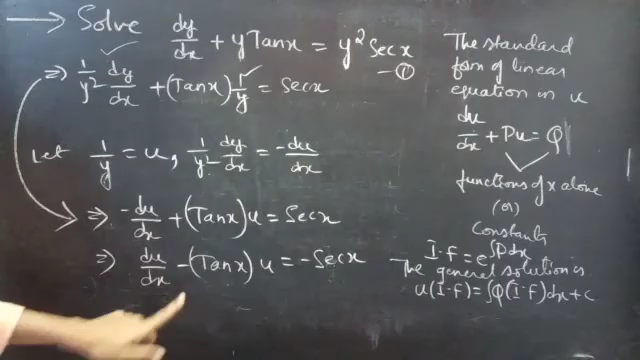 → Solve dy/dx + yTanx = y² Secx —①
⇒ 1/y² dy/dx + (Tanx) 1/y = Secx
Let 1/y = u, 1/y² dy/dx = -du/dx
⇒ -du/dx + (Tanx)u = Secx
⇒ du/dx - (Tanx)u = -Secx
The standard
form of linear
equation in u
du/dx + Pu = Q
functions of x alone
(or)
Constants
I.F = e^∫Pdx
The general solution is
u(I.F) = ∫Q(I.F)dx + c